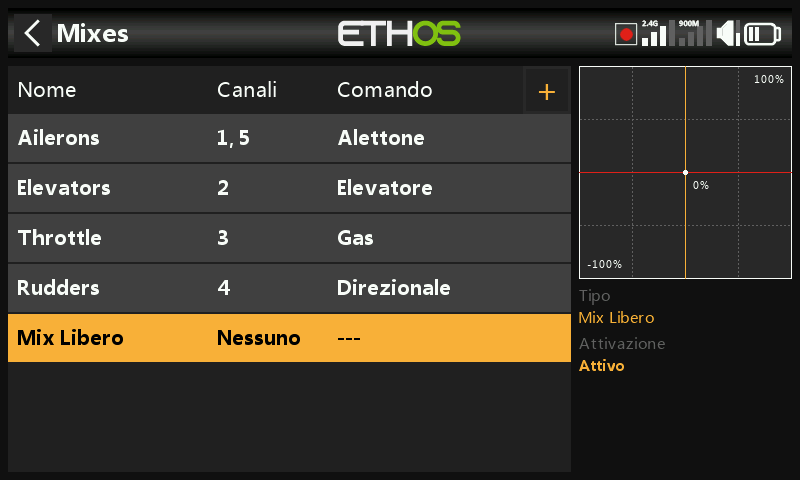 Mixes
ETHOS
2.4G 900M
Nome Canali Comando +
Ailerons 1, 5 Alettone
Elevators 2 Elevatore
Throttle 3 Gas
Rudders 4 Direzionale
Mix Libero Nessuno ---
100%
0%
-100%
Tipo
Mix Libero
Attivazione
Attivo